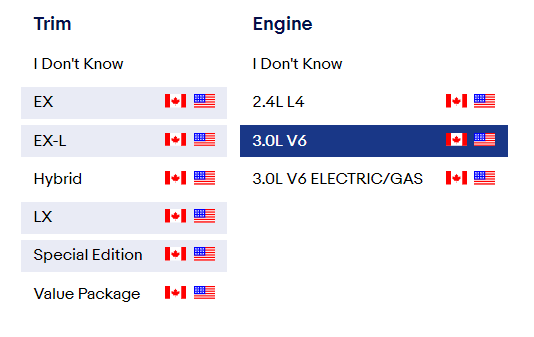 Trim
I Don't Know
EX
EX-L
Hybrid
LX
Special Edition
Value Package
Engine
I Don't Know
2.4L L4
3.0L V6
3.0L V6 ELECTRIC/GAS